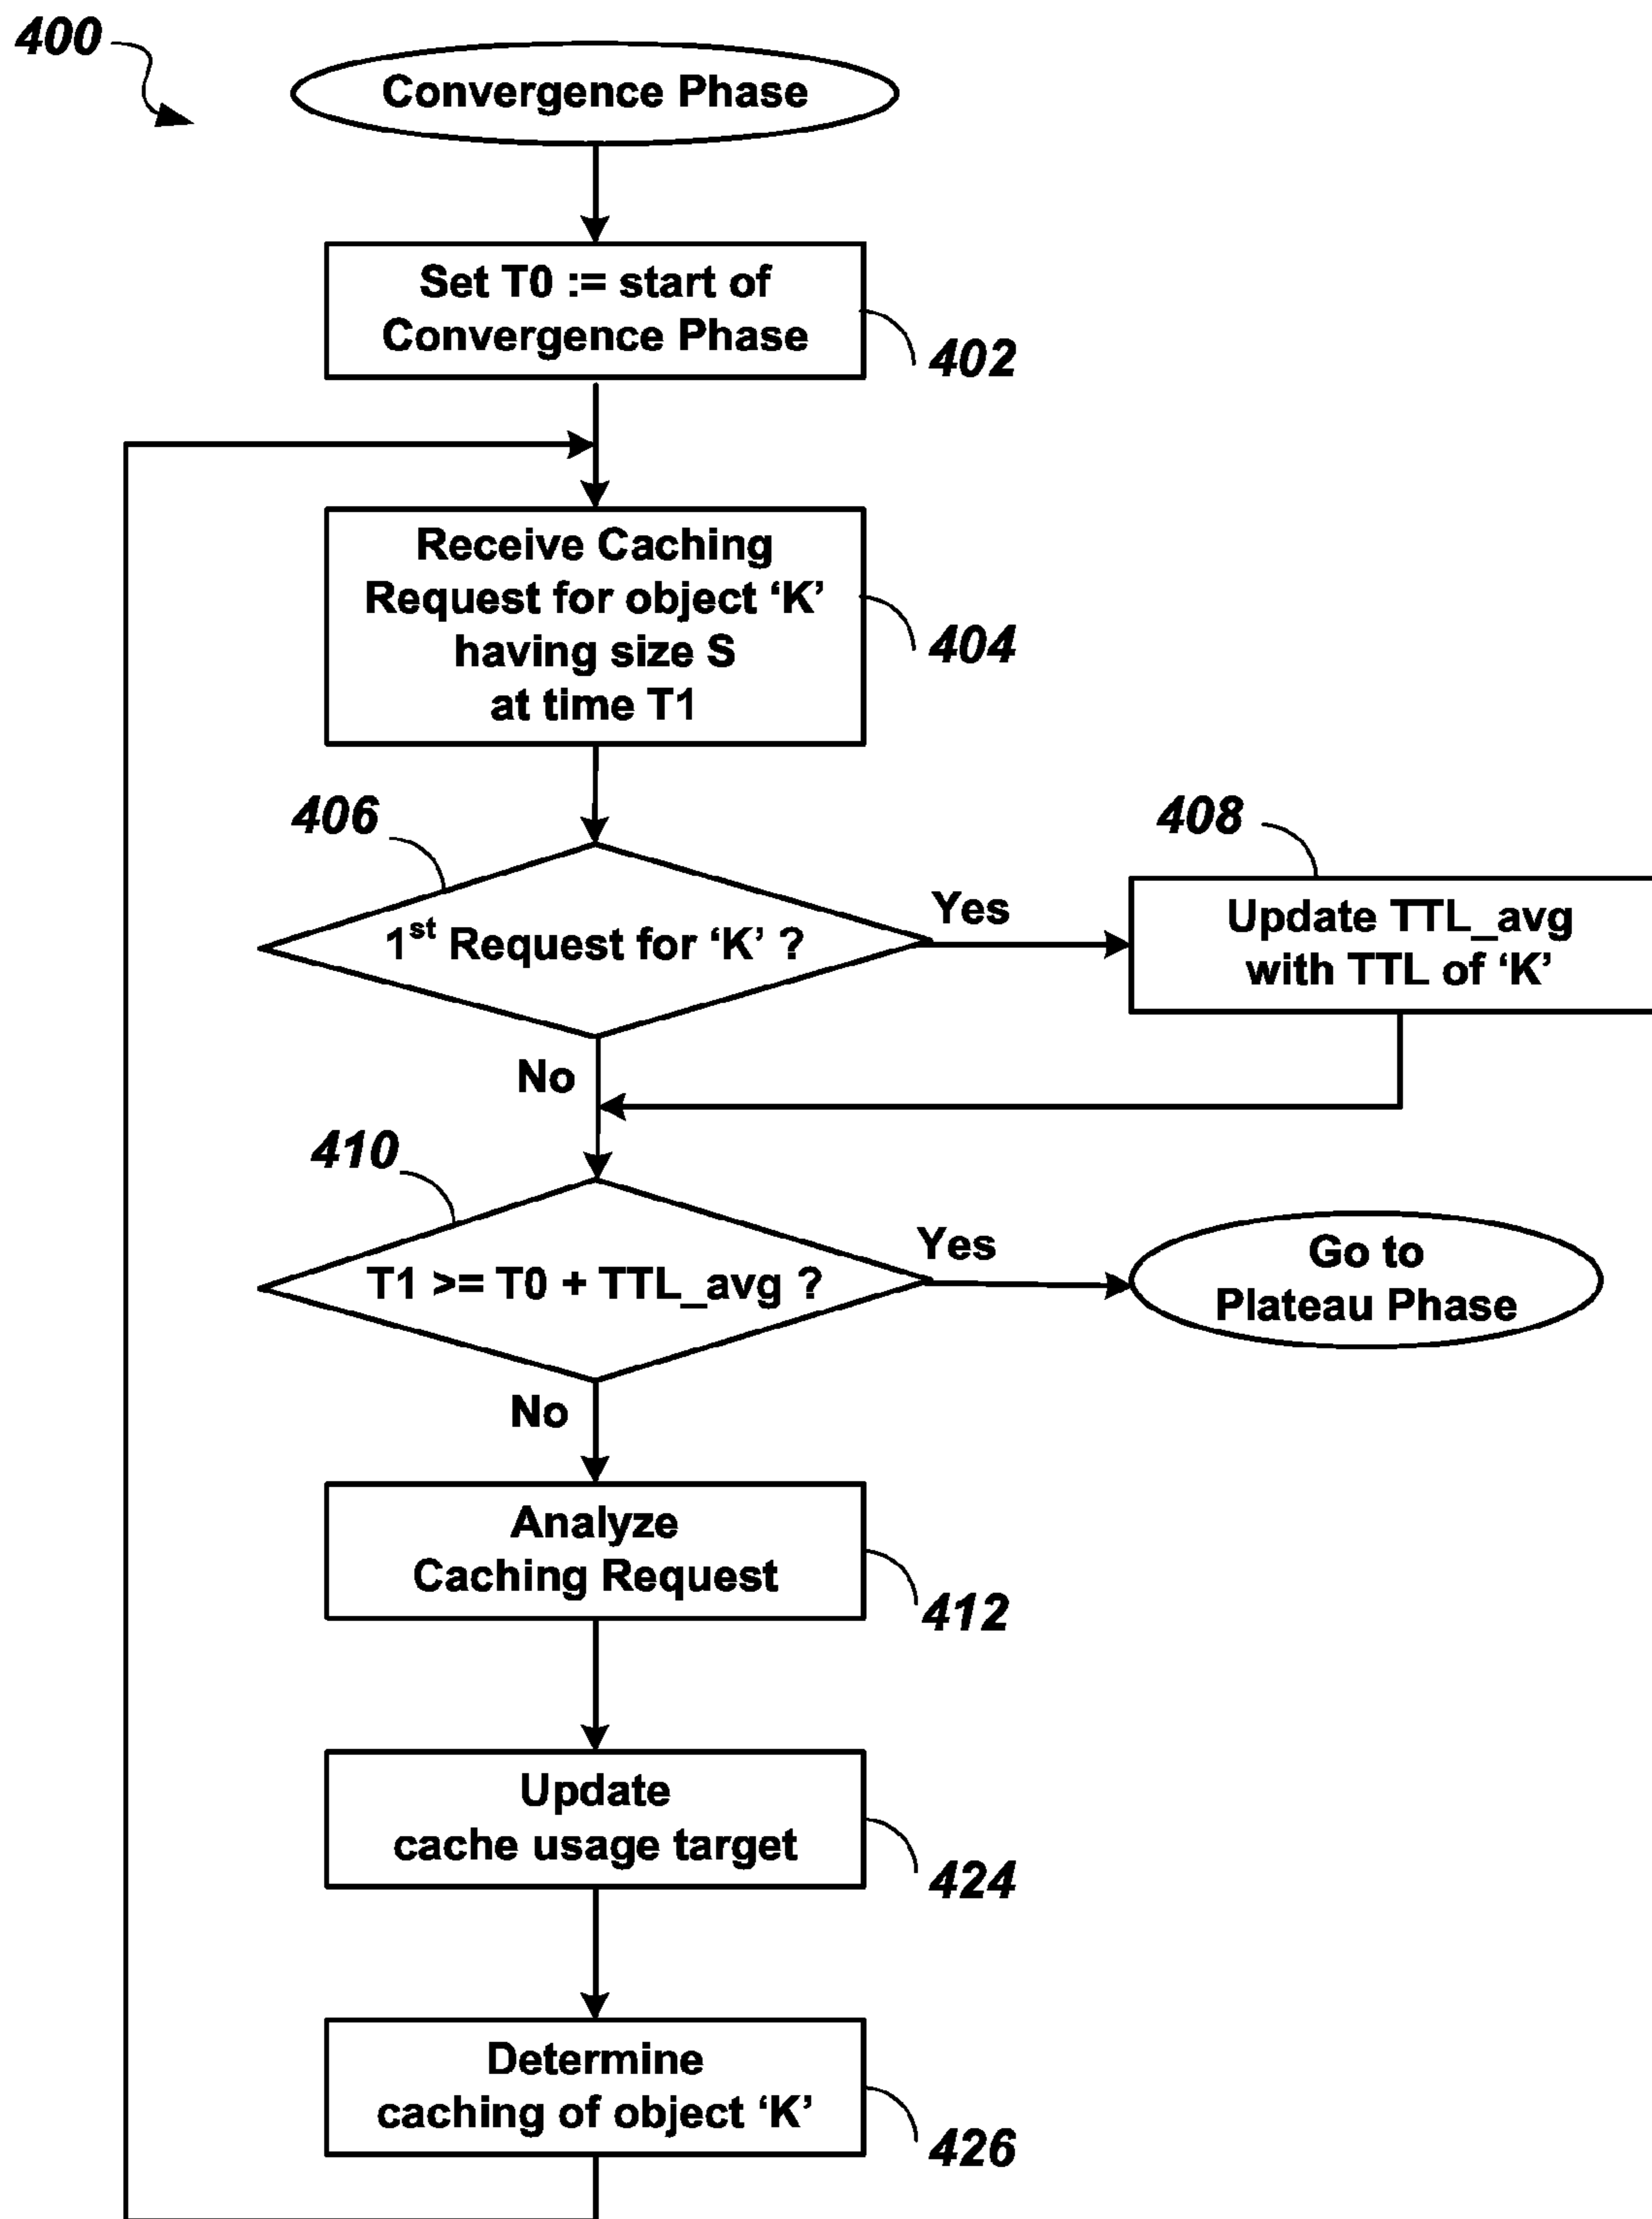 400
Convergence Phase
Set T0 := start of
Convergence Phase
402
Receive Caching
Request for object ‘K’
having size S
at time T1
404
406
1st Request for ‘K’ ?
Yes
408
Update TTL_avg
with TTL of ‘K’
No
410
T1 >= T0 + TTL_avg ?
Yes
Go to
Plateau Phase
No
Analyze
Caching Request
412
Update
cache usage target
424
Determine
caching of object ‘K’
426